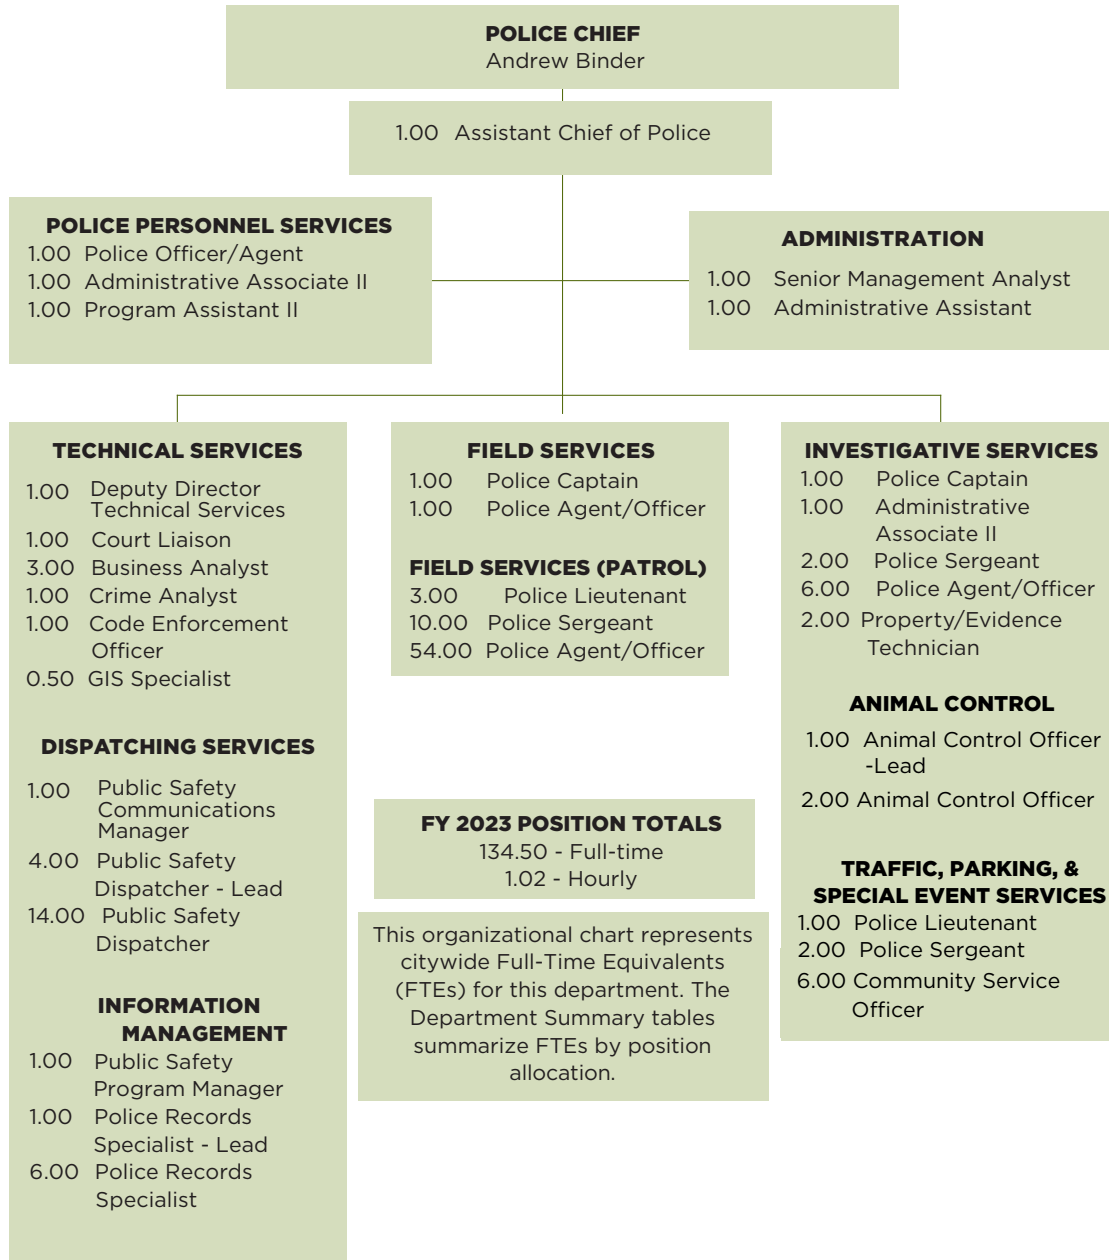 POLICE CHIEF
Andrew Binder
1.00 Assistant Chief of Police
POLICE PERSONNEL SERVICES
1.00 Police Officer/Agent
1.00 Administrative Associate II
1.00 Program Assistant II
ADMINISTRATION
1.00 Senior Management Analyst
1.00 Administrative Assistant
TECHNICAL SERVICES
1.00 Deputy Director
Technical Services
1.00 Court Liaison
3.00 Business Analyst
1.00 Crime Analyst
1.00 Code Enforcement
Officer
0.50 GIS Specialist
DISPATCHING SERVICES
1.00 Public Safety
Communications
Manager
4.00 Public Safety
Dispatcher - Lead
14.00 Public Safety
Dispatcher
INFORMATION
MANAGEMENT
1.00 Public Safety
Program Manager
1.00 Police Records
Specialist - Lead
6.00 Police Records
Specialist
FIELD SERVICES
1.00 Police Captain
1.00 Police Agent/Officer
FIELD SERVICES (PATROL)
3.00 Police Lieutenant
10.00 Police Sergeant
54.00 Police Agent/Officer
FY 2023 POSITION TOTALS
134.50 - Full-time
1.02 - Hourly
This organizational chart represents
citywide Full-Time Equivalents
(FTEs) for this department. The
Department Summary tables
summarize FTEs by position
allocation.
INVESTIGATIVE SERVICES
1.00 Police Captain
1.00 Administrative
Associate II
2.00 Police Sergeant
6.00 Police Agent/Officer
2.00 Property/Evidence
Technician
ANIMAL CONTROL
1.00 Animal Control Officer
-Lead
2.00 Animal Control Officer
TRAFFIC, PARKING, &
SPECIAL EVENT SERVICES
1.00 Police Lieutenant
2.00 Police Sergeant
6.00 Community Service
Officer